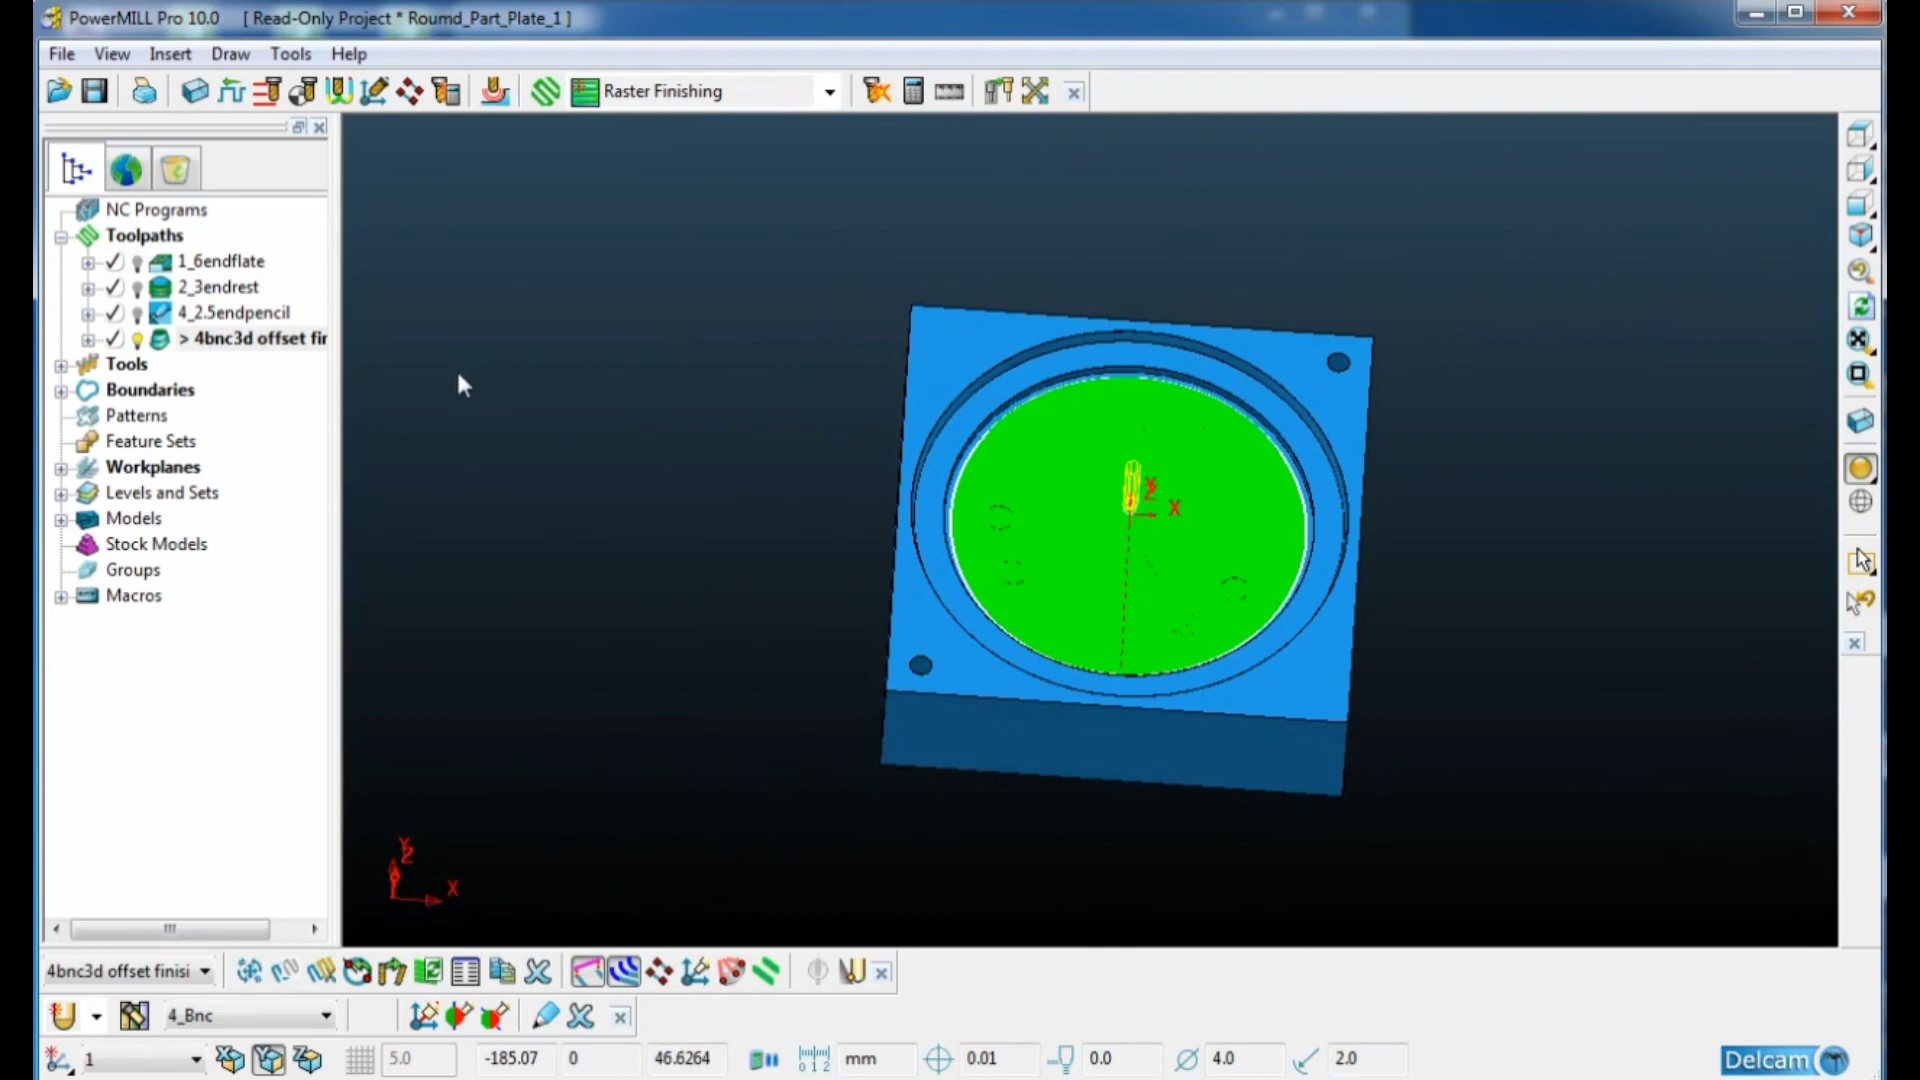 PowerMILL Pro 10.0 [ Read-Only Project * Roumd_Part_Plate_1 ]
File View Insert Draw Tools Help
Raster Finishing
NC Programs
Toolpaths
1_6endflate
2_3endrest
4_2.5endpencil
> 4bnc3d offset fin
Tools
Boundaries
Patterns
Feature Sets
Workplanes
Levels and Sets
Models
Stock Models
Groups
Macros
Y
Z
X
Y
Z
X
4bnc3d offset finisi
4_Bnc
1 5.0 -185.07 0 46.6264 mm 0.01 0.0 4.0 2.0
Delcam